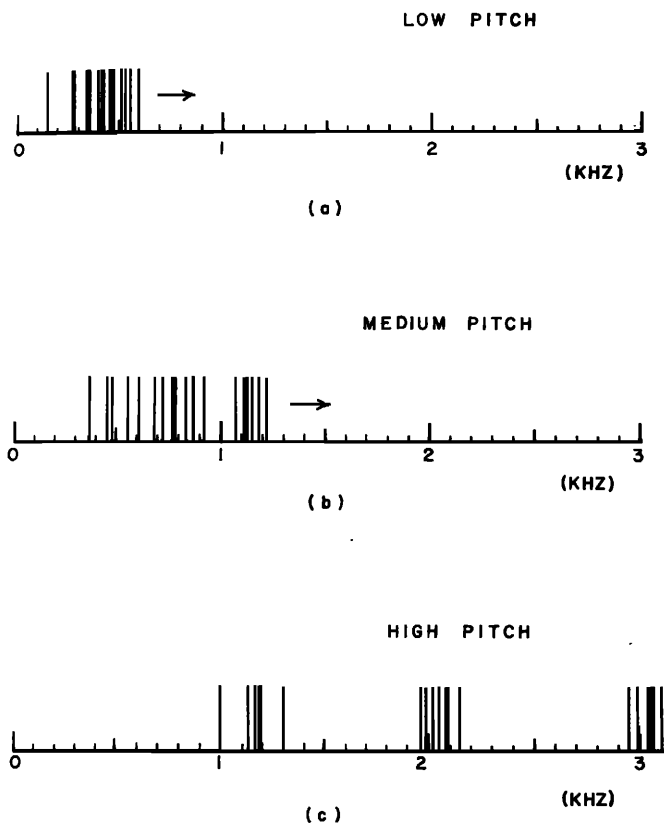 LOW PITCH
0 1 2 3
(KHZ)
(a)
MEDIUM PITCH
0 1 2 3
(KHZ)
(b)
HIGH PITCH
0 1 2 3
(KHZ)
(c)